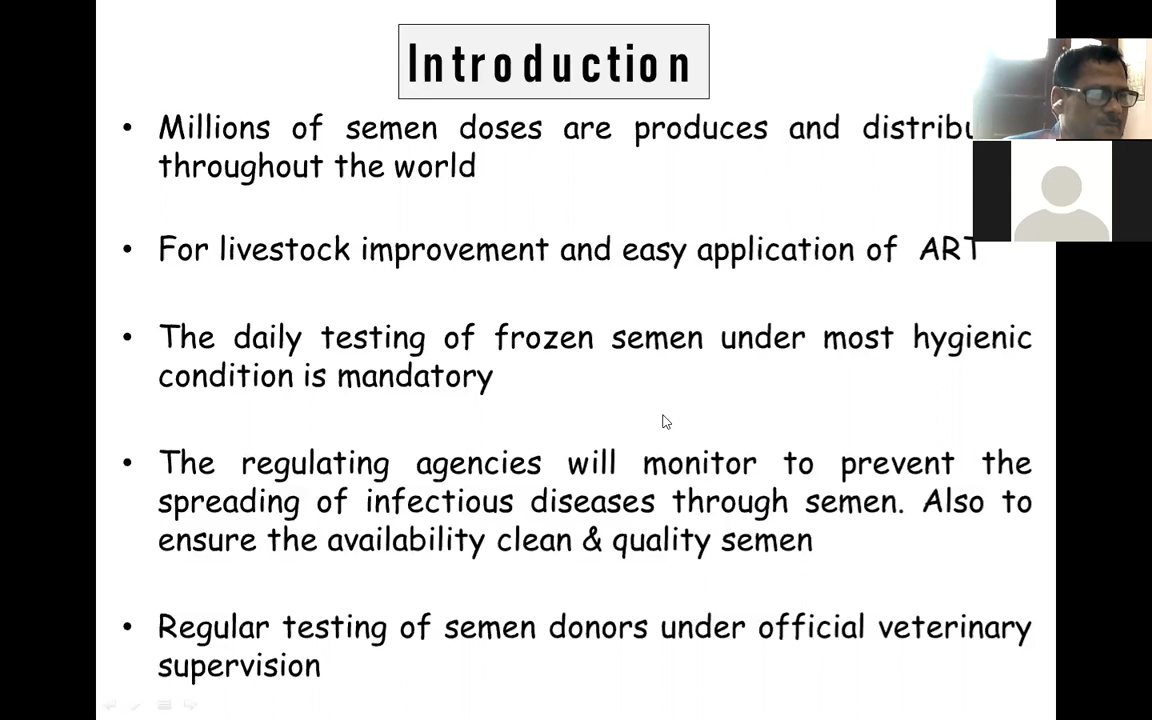 Introduction
• Millions of semen doses are produces and
throughout the world
• For livestock improvement and easy application of ART
• The daily testing of frozen semen under most hygienic
condition is mandatory
• The regulating agencies will monitor to prevent the
spreading of infectious diseases through semen. Also to
ensure the availability clean & quality semen
• Regular testing of semen donors under official veterinary
supervision